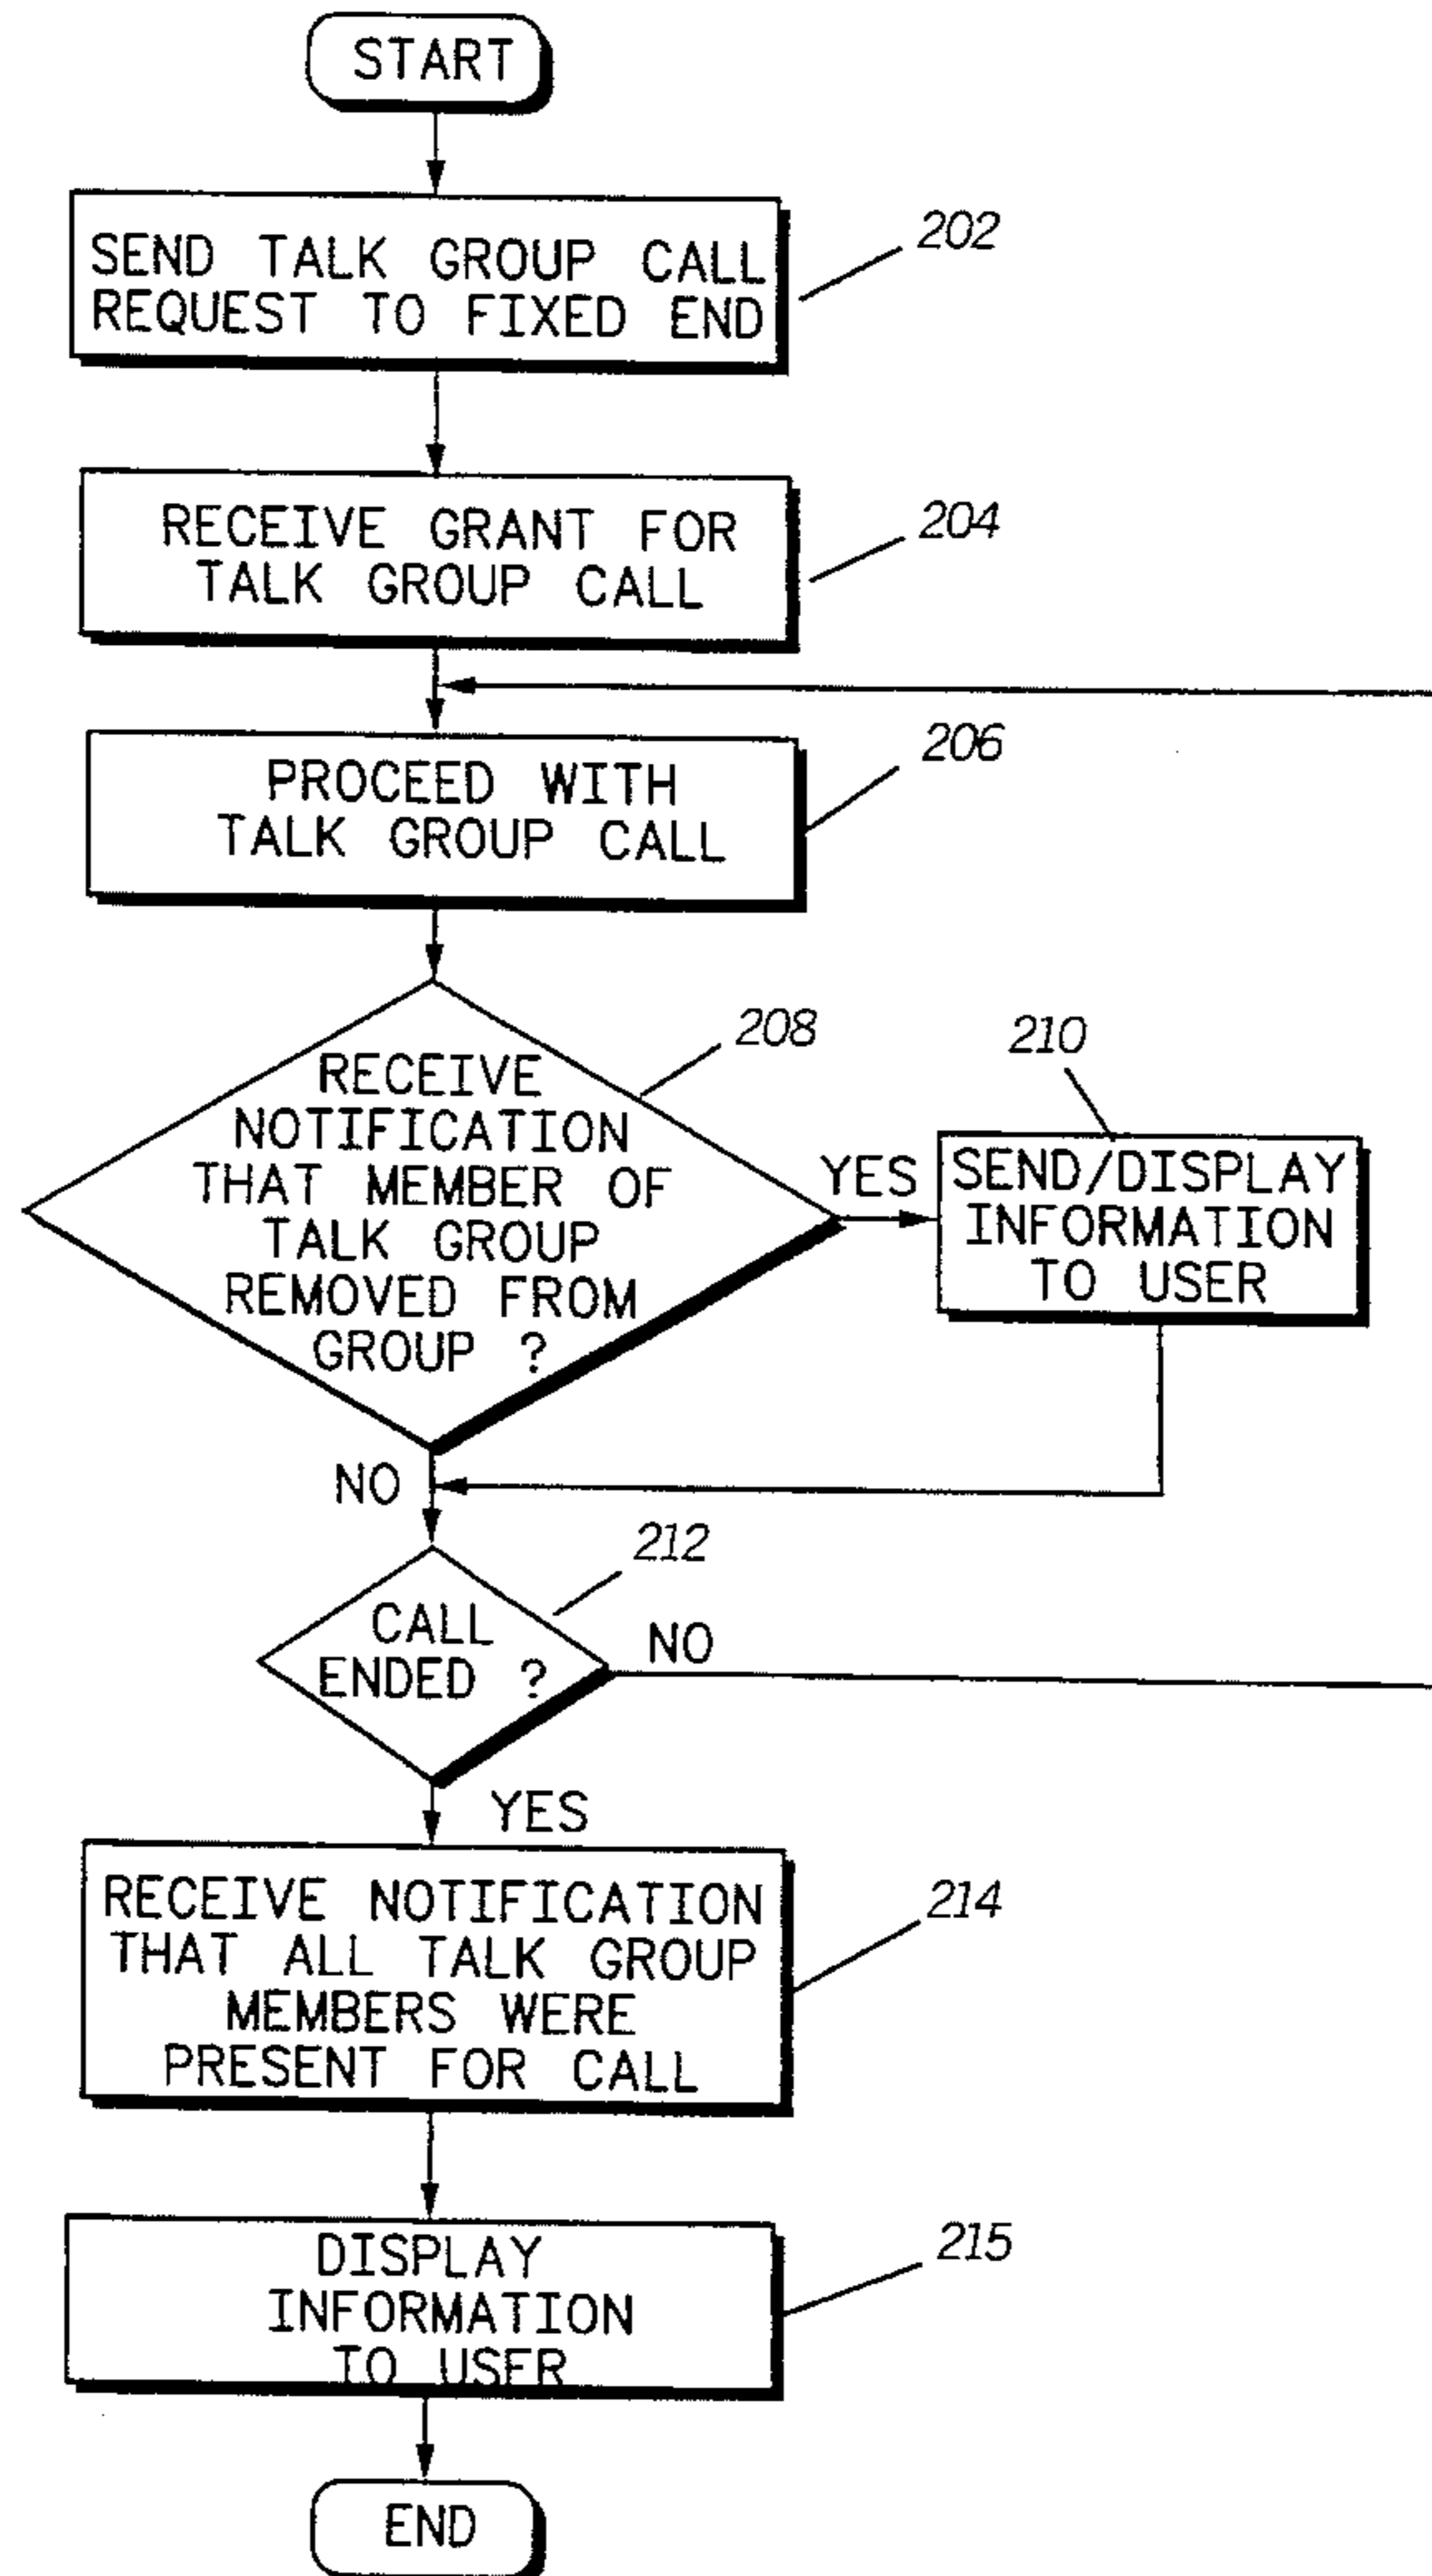 START
SEND TALK GROUP CALL
REQUEST TO FIXED END
202
RECEIVE GRANT FOR
TALK GROUP CALL
204
PROCEED WITH
TALK GROUP CALL
206
RECEIVE
NOTIFICATION
THAT MEMBER OF
TALK GROUP
REMOVED FROM
GROUP ?
208
YES
210
SEND/DISPLAY
INFORMATION
TO USER
NO
CALL
ENDED ?
212
NO
YES
RECEIVE NOTIFICATION
THAT ALL TALK GROUP
MEMBERS WERE
PRESENT FOR CALL
214
DISPLAY
INFORMATION
TO USER
215
END